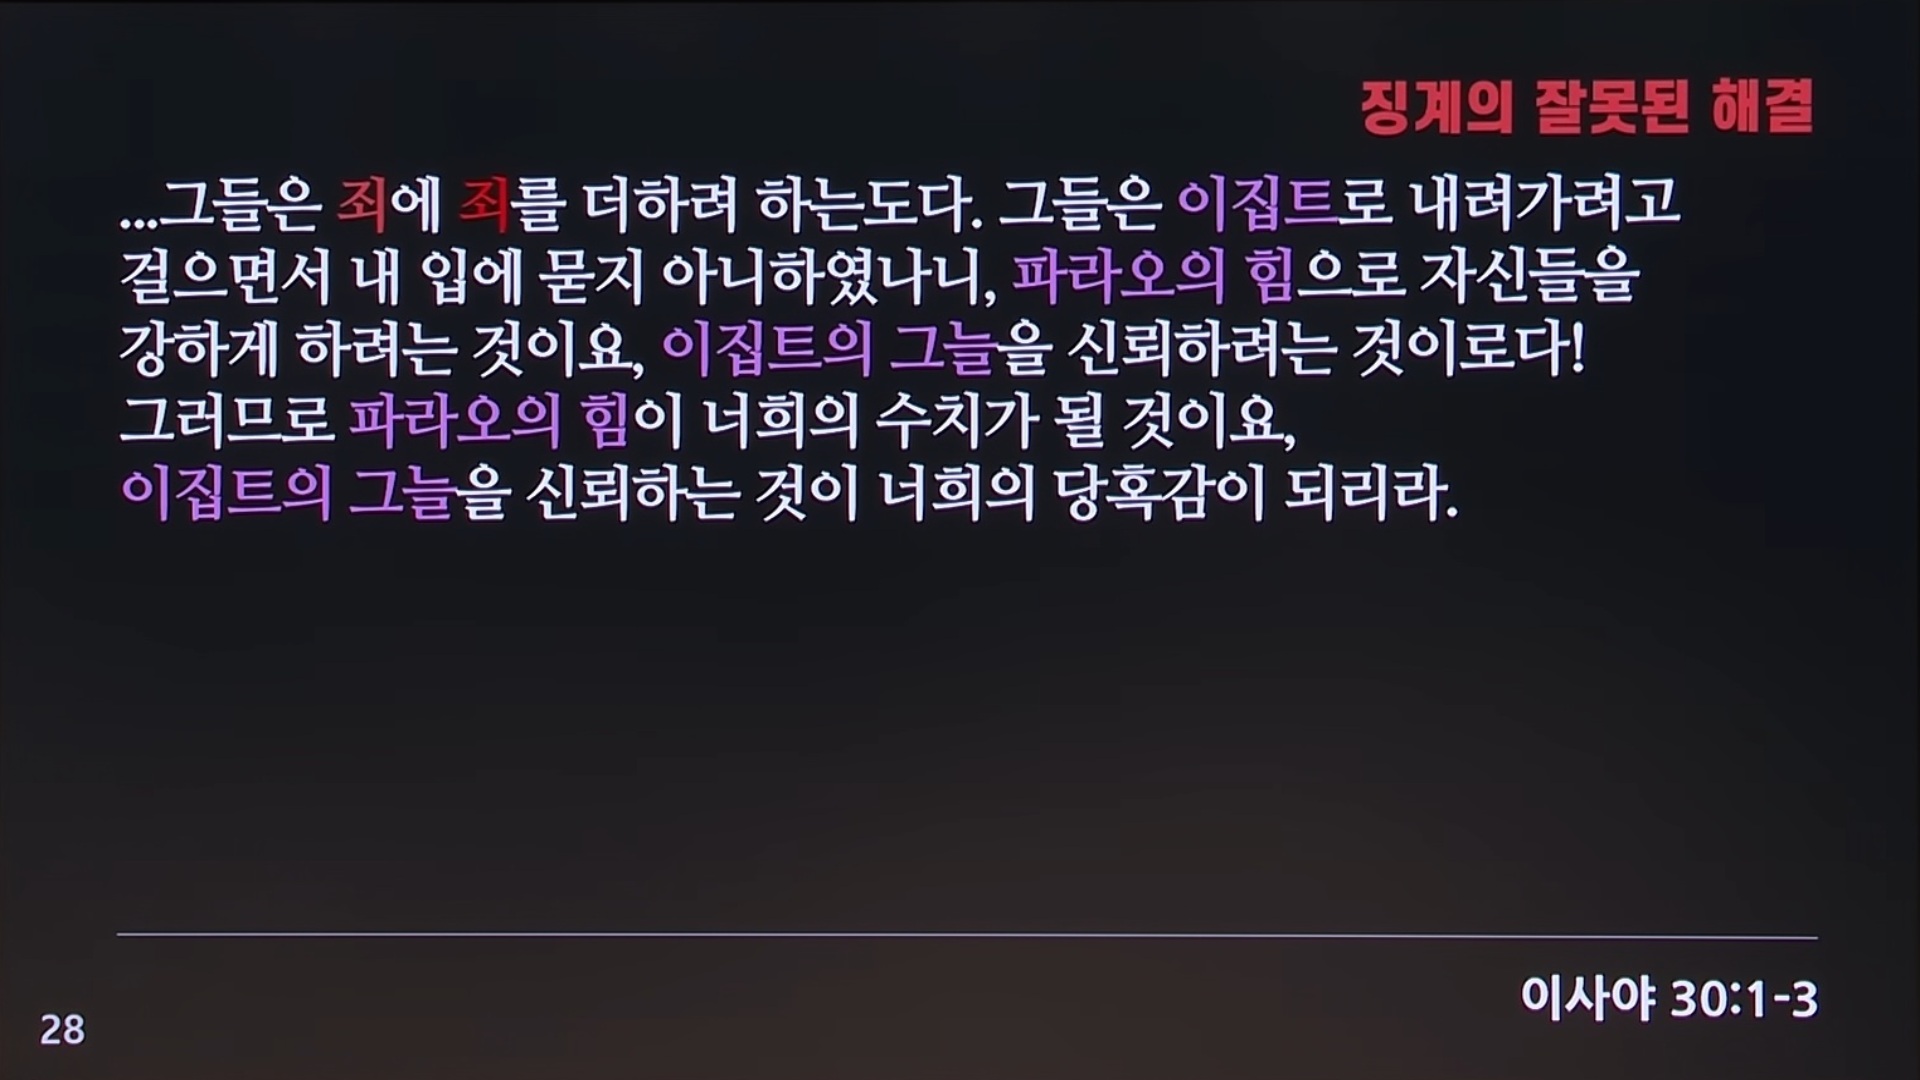 징계의 잘못된 해결
...그들은 죄에 죄를 더하려 하는도다. 그들은 이집트로 내려가려고
걸으면서 내 입에 묻지 아니하였나니, 파라오의 힘으로 자신들을
강하게 하려는 것이요, 이집트의 그늘을 신뢰하려는 것이로다!
그러므로 파라오의 힘이 너희의 수치가 될 것이요,
이집트의 그늘을 신뢰하는 것이 너희의 당혹감이 되리라.
이사야 30:1-3
28